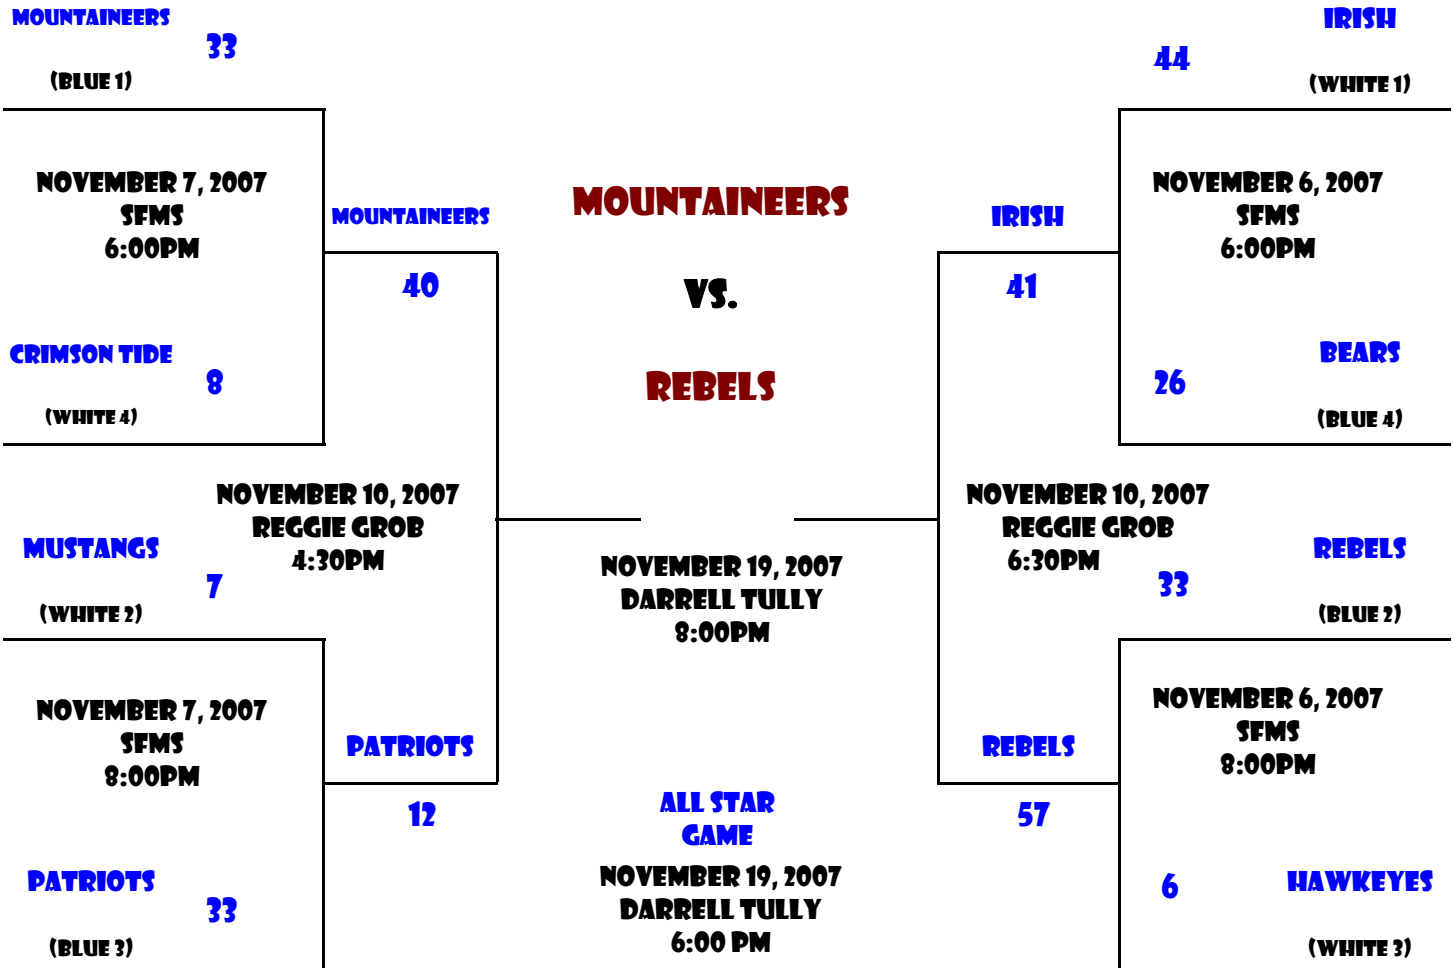 MOUNTAINEERS
33
(BLUE 1)
NOVEMBER 7, 2007
SFMS
6:00PM
CRIMSON TIDE
8
(WHITE 4)
MUSTANGS
7
(WHITE 2)
NOVEMBER 7, 2007
SFMS
8:00PM
PATRIOTS
33
(BLUE 3)
MOUNTAINEERS
40
NOVEMBER 10, 2007
REGGIE GROB
4:30PM
PATRIOTS
12
MOUNTAINEERS
VS.
REBELS
NOVEMBER 19, 2007
DARRELL TULLY
8:00PM
ALL STAR
GAME
NOVEMBER 19, 2007
DARRELL TULLY
6:00 PM
IRISH
41
NOVEMBER 10, 2007
REGGIE GROB
6:30PM
REBELS
57
IRISH
44
(WHITE 1)
NOVEMBER 6, 2007
SFMS
6:00PM
BEARS
26
(BLUE 4)
REBELS
33
(BLUE 2)
NOVEMBER 6, 2007
SFMS
8:00PM
6
HAWKEYES
(WHITE 3)